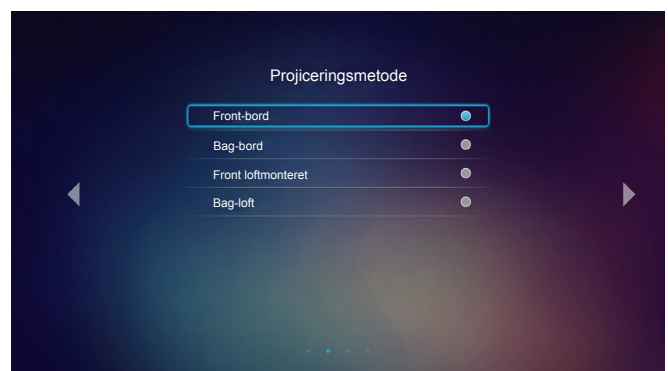 Projiceringsmetode
Front-bord
Bag-bord
Front loftmonteret
Bag-loft